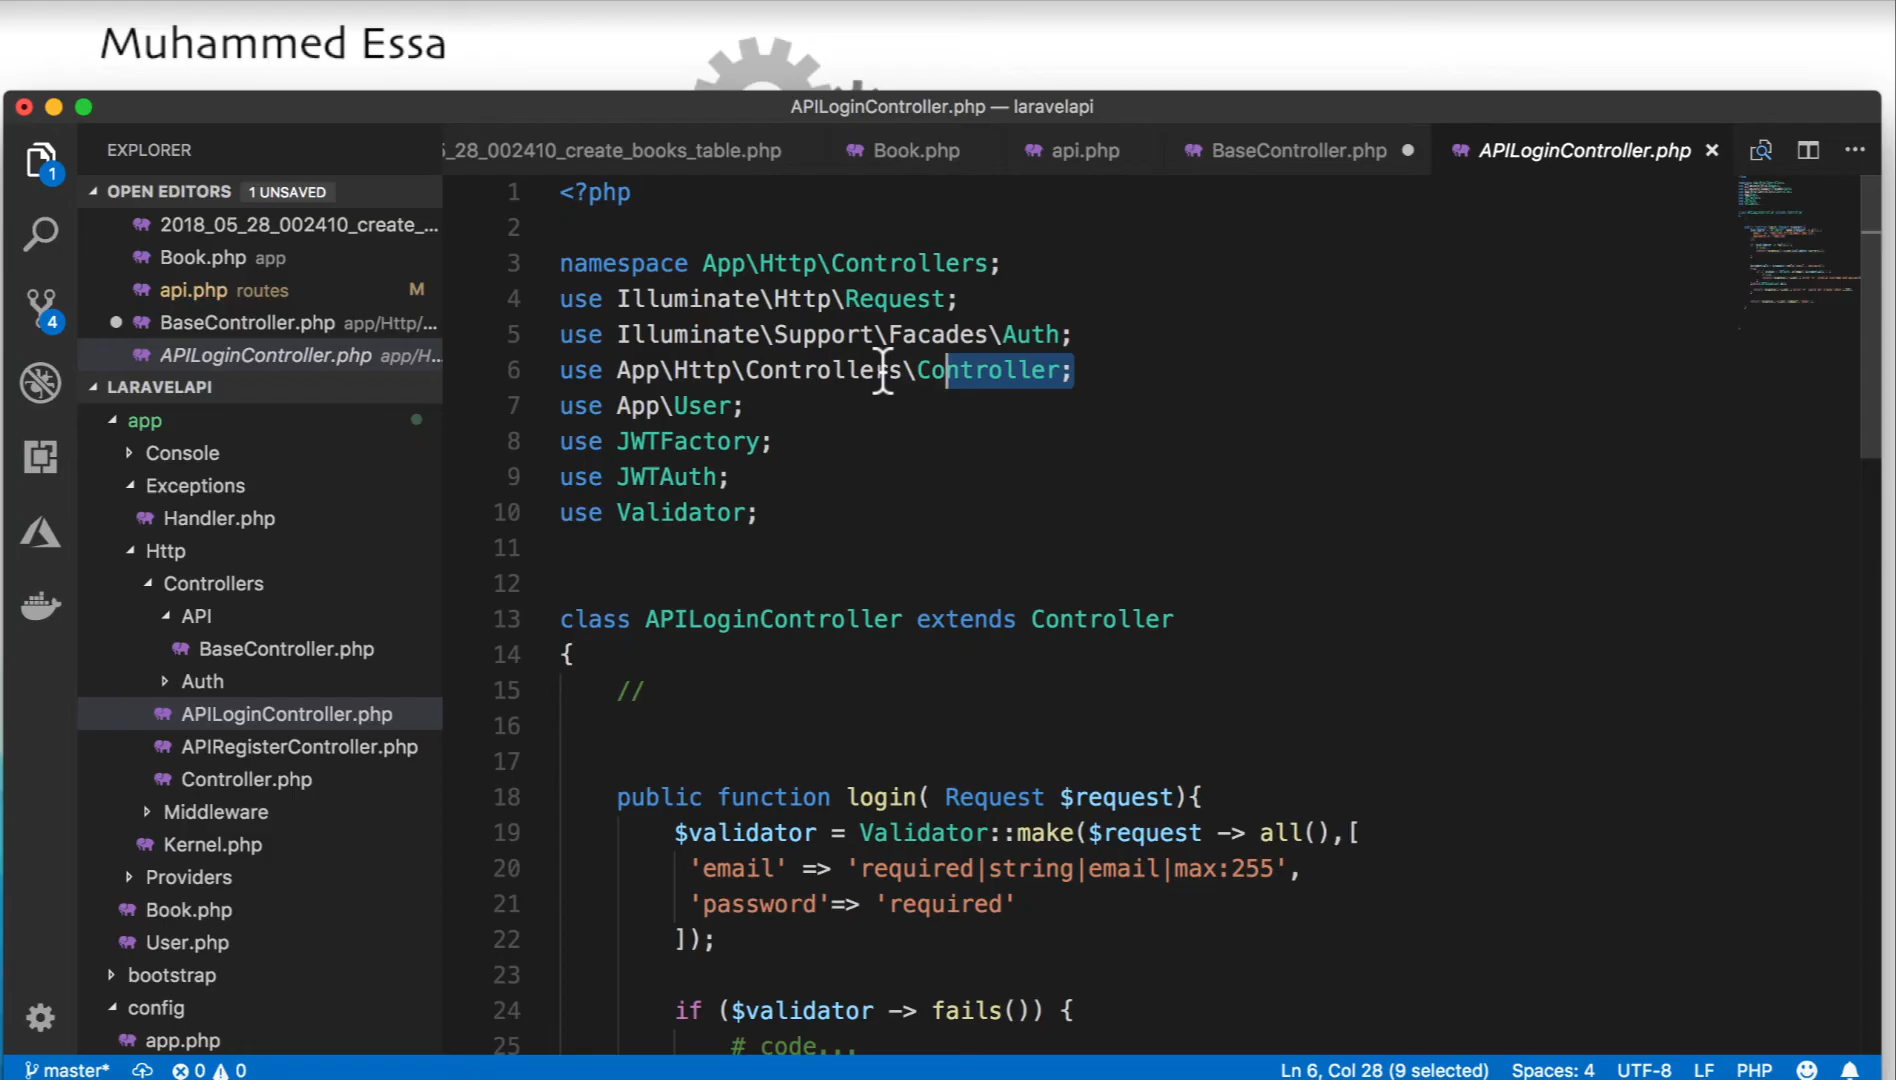 Muhammed Essa
APILoginController.php — laravelapi
EXPLORER
5_28_002410_create_books_table.php
Book.php
api.php
BaseController.php
APILoginController.php
1
OPEN EDITORS 1 UNSAVED
2018_05_28_002410_create_...
Book.php app
api.php routes M
BaseController.php app/Http/...
APILoginController.php app/H...
LARAVELAPI
app
Console
Exceptions
Handler.php
Http
Controllers
API
BaseController.php
Auth
APILoginController.php
APIRegisterController.php
Controller.php
Middleware
Kernel.php
Providers
Book.php
User.php
bootstrap
config
app.php
4
1 <?php
2
3 namespace App\Http\Controllers;
4 use Illuminate\Http\Request;
5 use Illuminate\Support\Facades\Auth;
6 use App\Http\Controllers\Controller;
7 use App\User;
8 use JWTFactory;
9 use JWTAuth;
10 use Validator;
11
12
13 class APILoginController extends Controller
14 {
15 //
16
17
18 public function login( Request $request){
19 $validator = Validator::make($request -> all(),[
20 'email' => 'required|string|email|max:255',
21 'password'=> 'required'
22 ]);
23
24 if ($validator -> fails()) {
25 # code...
master* 0 0
Ln 6, Col 28 (9 selected) Spaces: 4 UTF-8 LF PHP